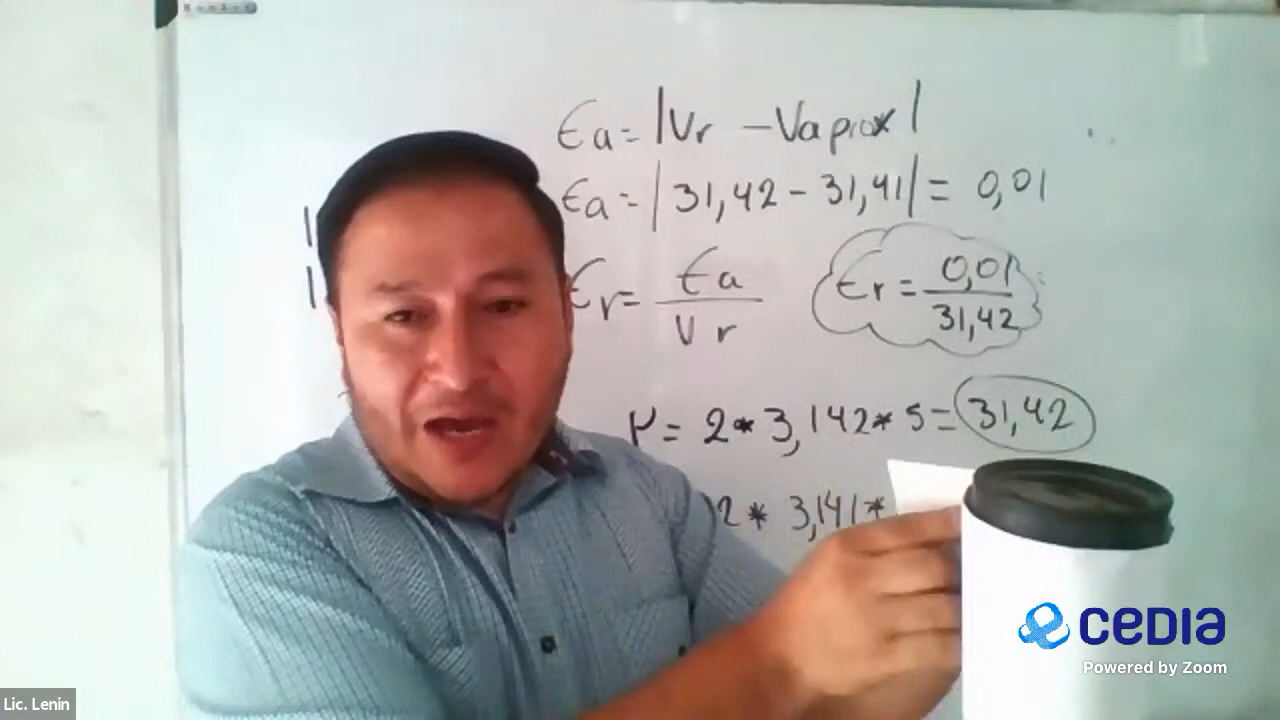 Ea = |Vr - Vaprox|
Ea = |31,42 - 31,41| = 0,01
Er = Ea / Vr
Er = 0,01 / 31,42
P = 2 * 3,142 * 5 = 31,42
2 * 3,141 *
cedia
Powered by Zoom
Lic. Lenin